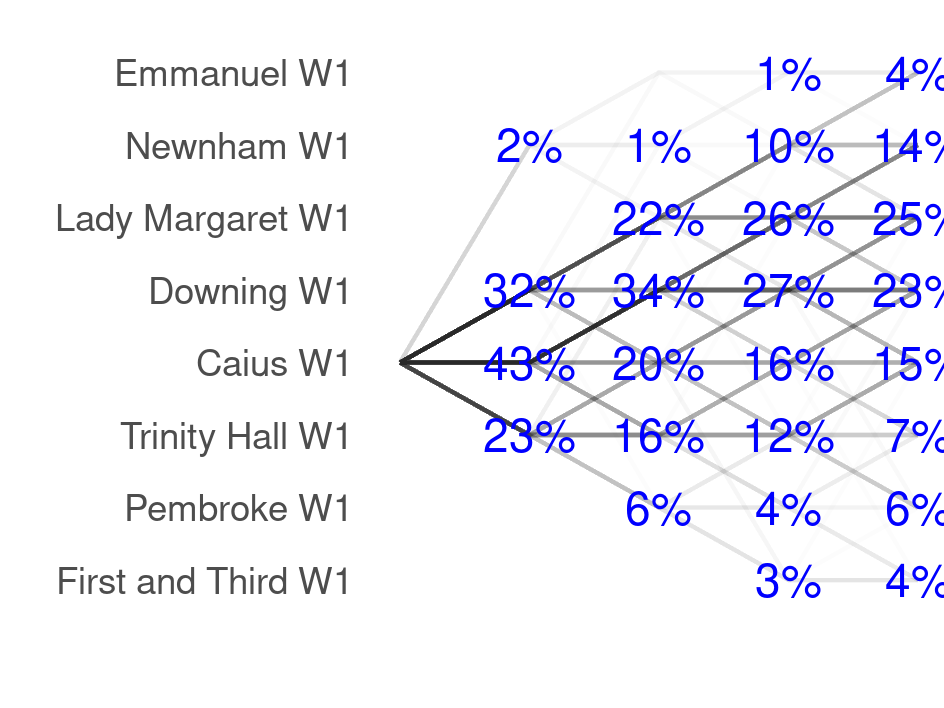 Emmanuel W1 1% 4%
Newnham W1 2% 1% 10% 14%
Lady Margaret W1 22% 26% 25%
Downing W1 32% 34% 27% 23%
Caius W1 43% 20% 16% 15%
Trinity Hall W1 23% 16% 12% 7%
Pembroke W1 6% 4% 6%
First and Third W1 3% 4%